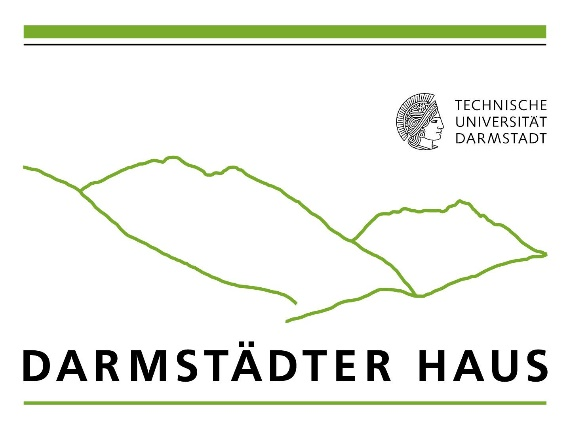 TECHNISCHE
UNIVERSITÄT
DARMSTADT
DARMSTÄDTER HAUS